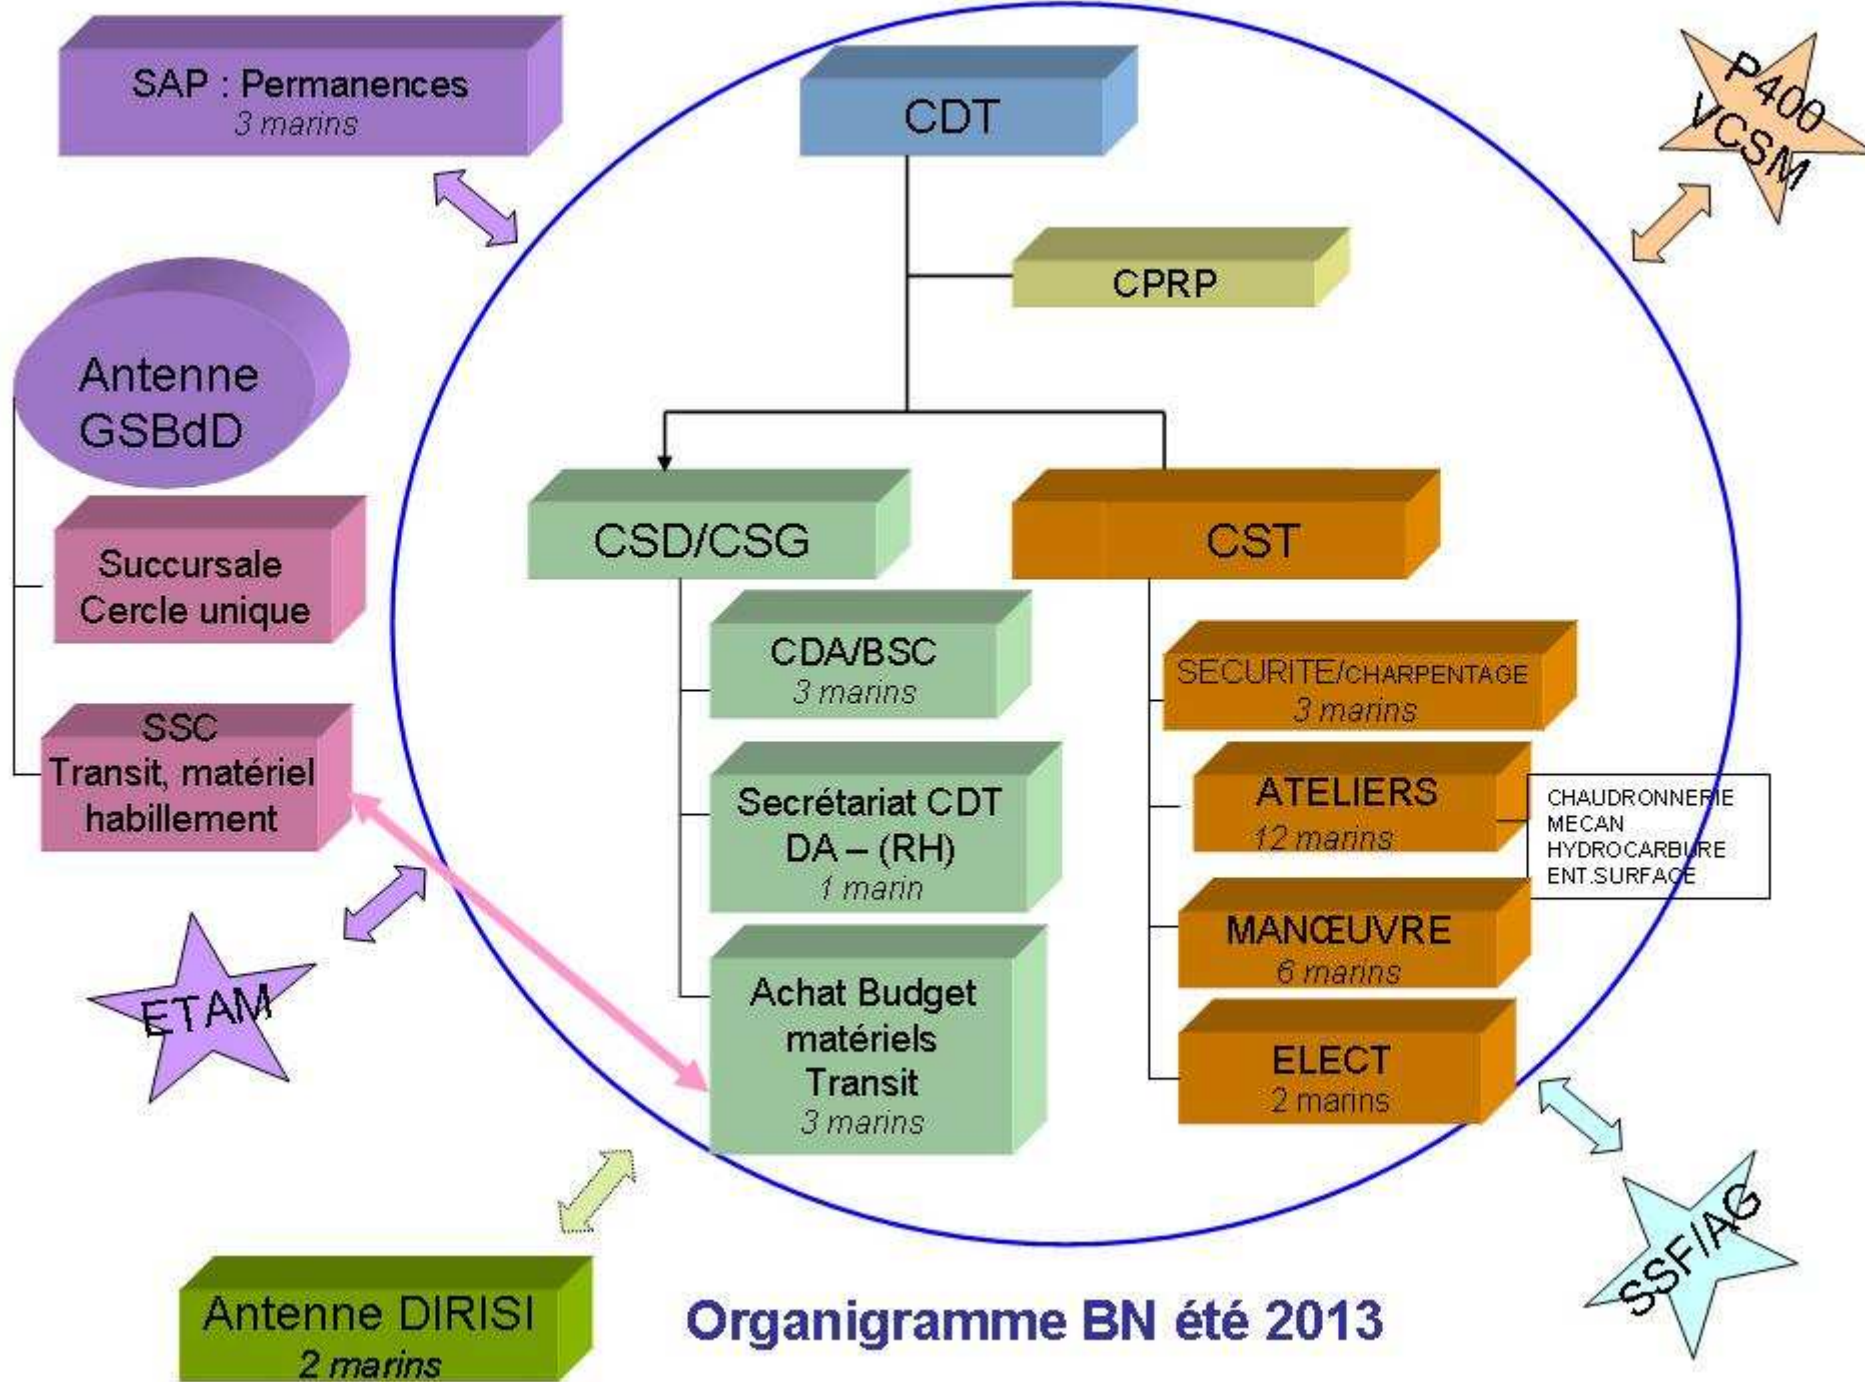 SAP : Permanences
3 marins
CDT
P400
VCSM
CPRP
Antenne
GSBdD
Succursale
Cercle unique
SSC
Transit, matériel
habillement
ETAM
CSD/CSG
CDA/BSC
3 marins
Secrétariat CDT
DA – (RH)
1 marin
Achat Budget
matériels
Transit
3 marins
CST
SECURITE/CHARPENTAGE
3 marins
ATELIERS
12 marins
CHAUDRONNERIE
MECAN
HYDROCARBURE
ENT.SURFACE
MANŒUVRE
6 marins
ELECT
2 marins
SSF/AG
Antenne DIRISI
2 marins
Organigramme BN été 2013